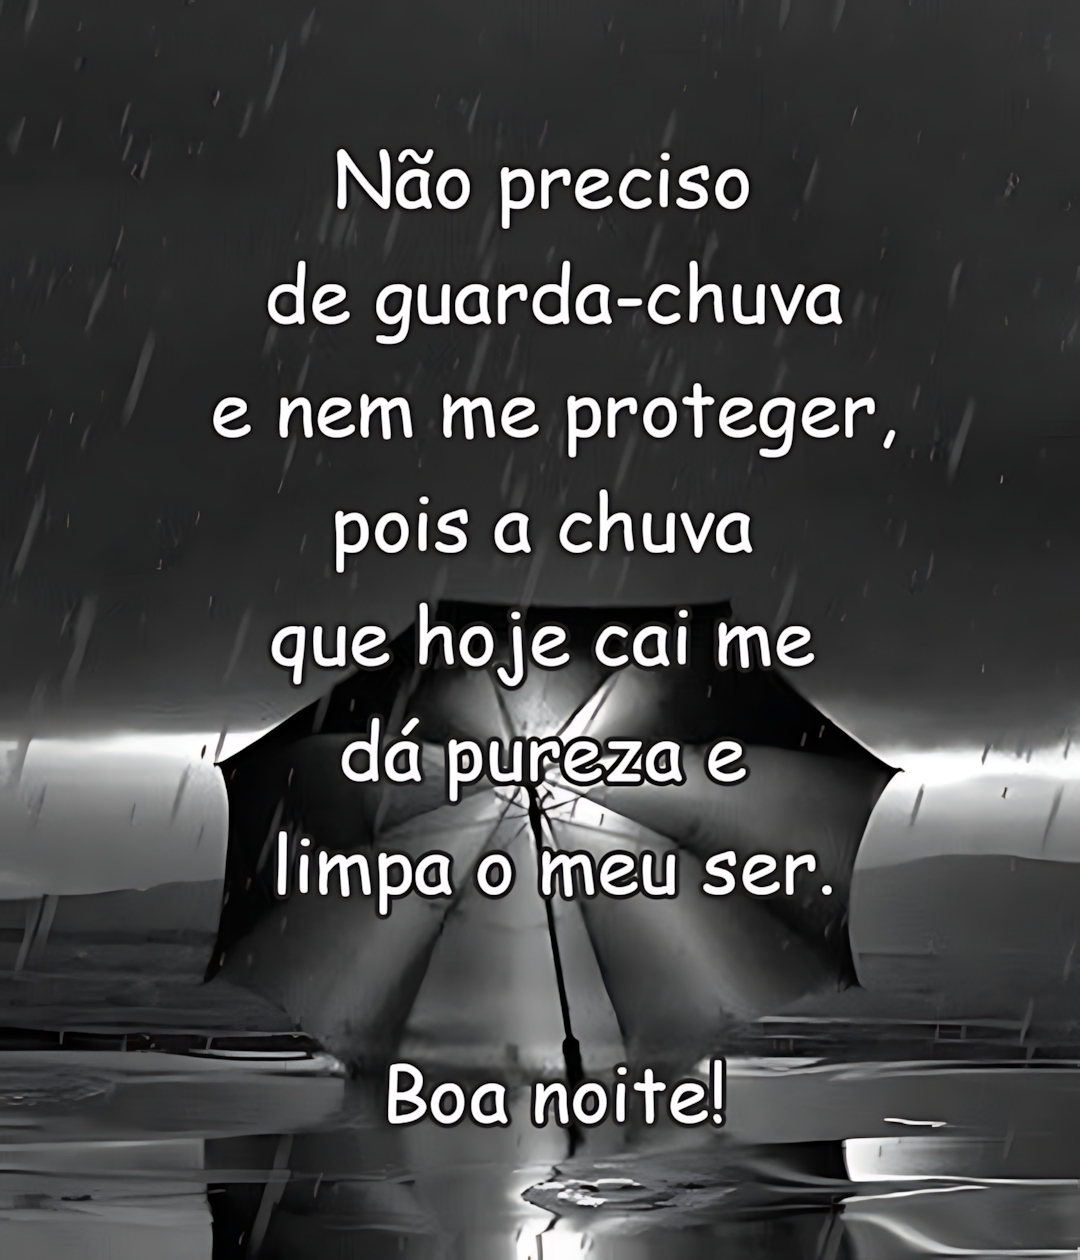 Não preciso
de guarda-chuva
e nem me proteger,
pois a chuva
que hoje cai me
dá pureza e
limpa o meu ser.
Boa noite!